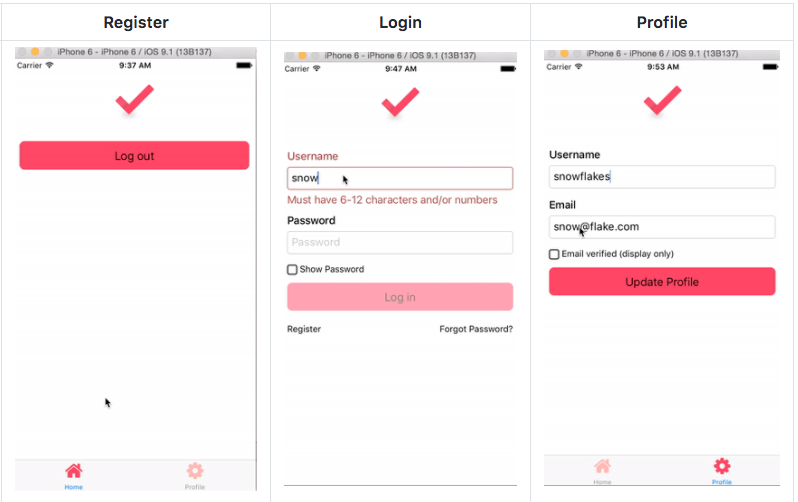 Register
iPhone 6 - iPhone 6 / iOS 9.1 (13B137)
Carrier 9:37 AM
Log out
Home Profile
Login
iPhone 6 - iPhone 6 / iOS 9.1 (13B137)
Carrier 9:47 AM
Username
snow
Must have 6-12 characters and/or numbers
Password
Password
Show Password
Log in
Register Forgot Password?
Profile
iPhone 6 - iPhone 6 / iOS 9.1 (13B137)
Carrier 9:53 AM
Username
snowflakes
Email
snow@flake.com
Email verified (display only)
Update Profile
Home Profile